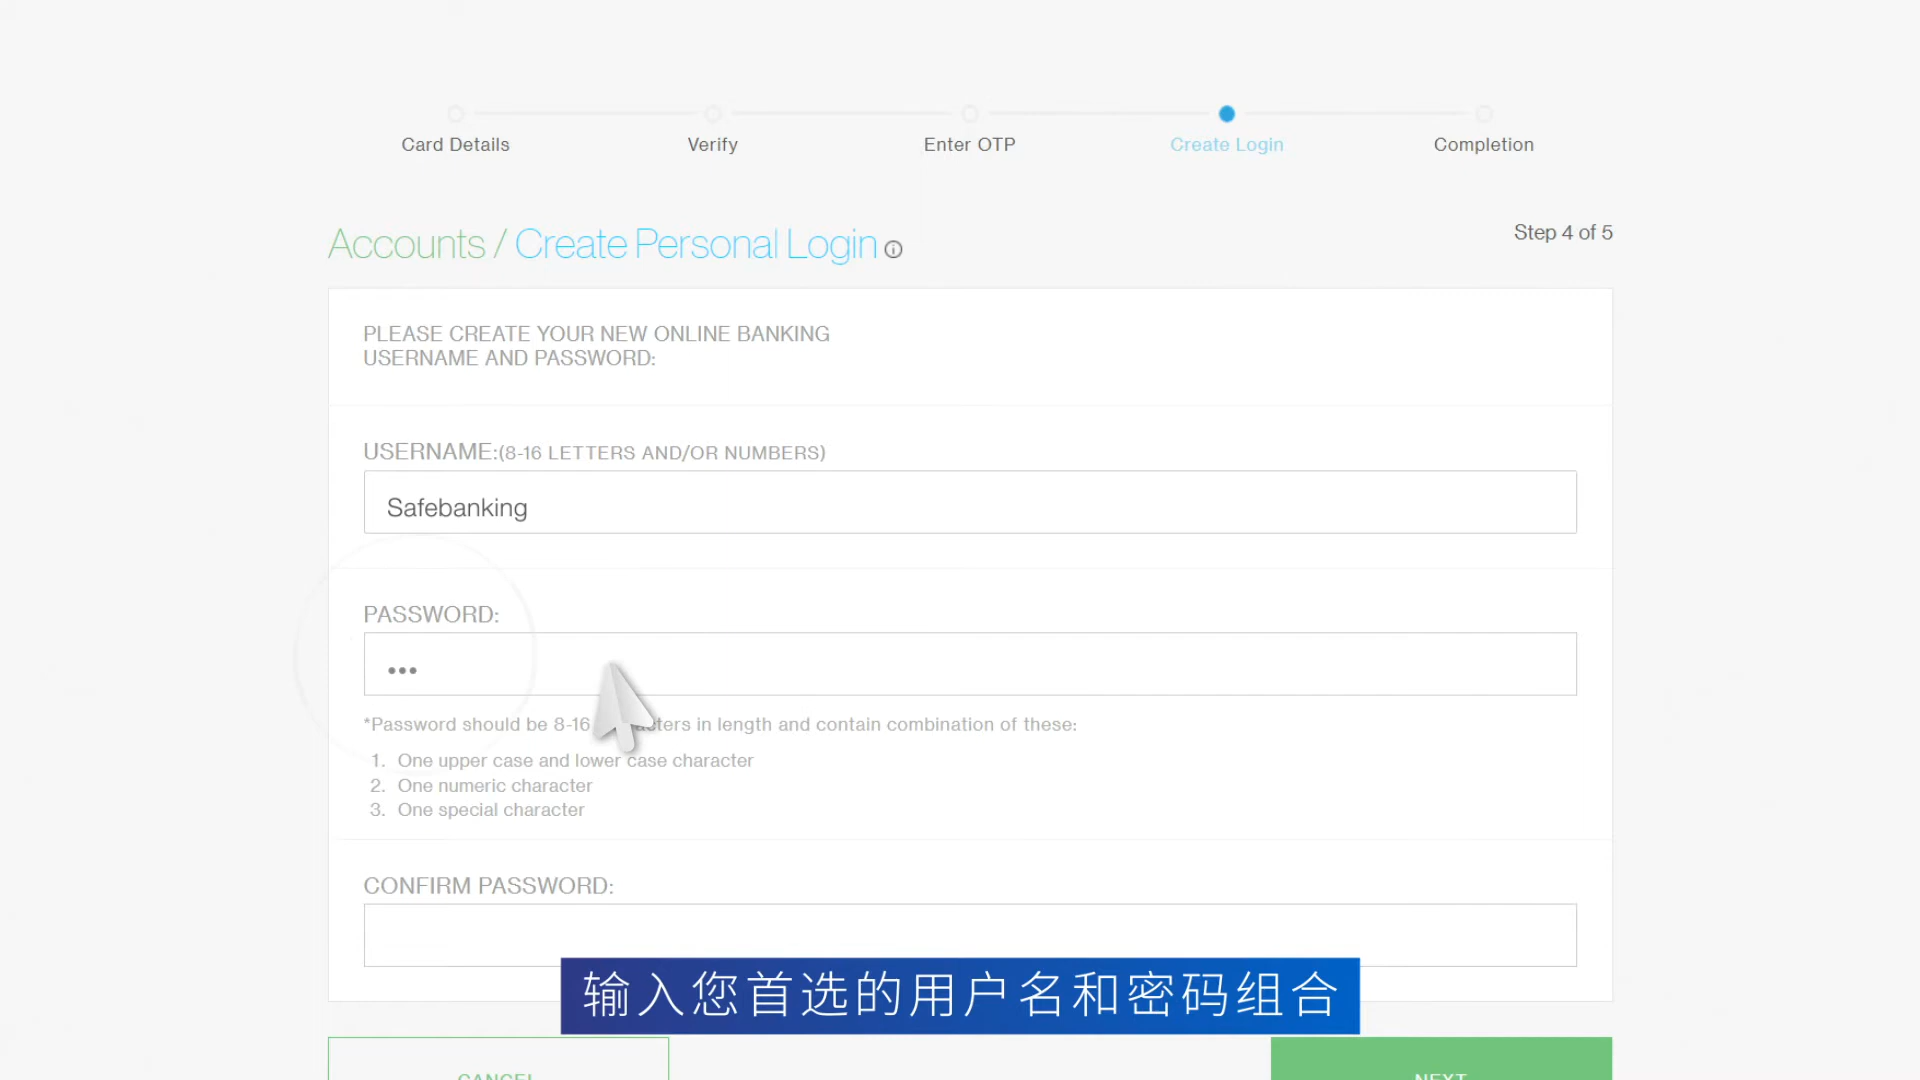 Card Details
Verify
Enter OTP
Create Login
Completion
Accounts / Create Personal Login
Step 4 of 5
PLEASE CREATE YOUR NEW ONLINE BANKING
USERNAME AND PASSWORD:
USERNAME:(8-16 LETTERS AND/OR NUMBERS)
Safebanking
PASSWORD:
•••
*Password should be 8-16 cters in length and contain combination of these:
1. One upper case and lower case character
2. One numeric character
3. One special character
CONFIRM PASSWORD:
输入您首选的用户名和密码组合
CANCEL
NEXT